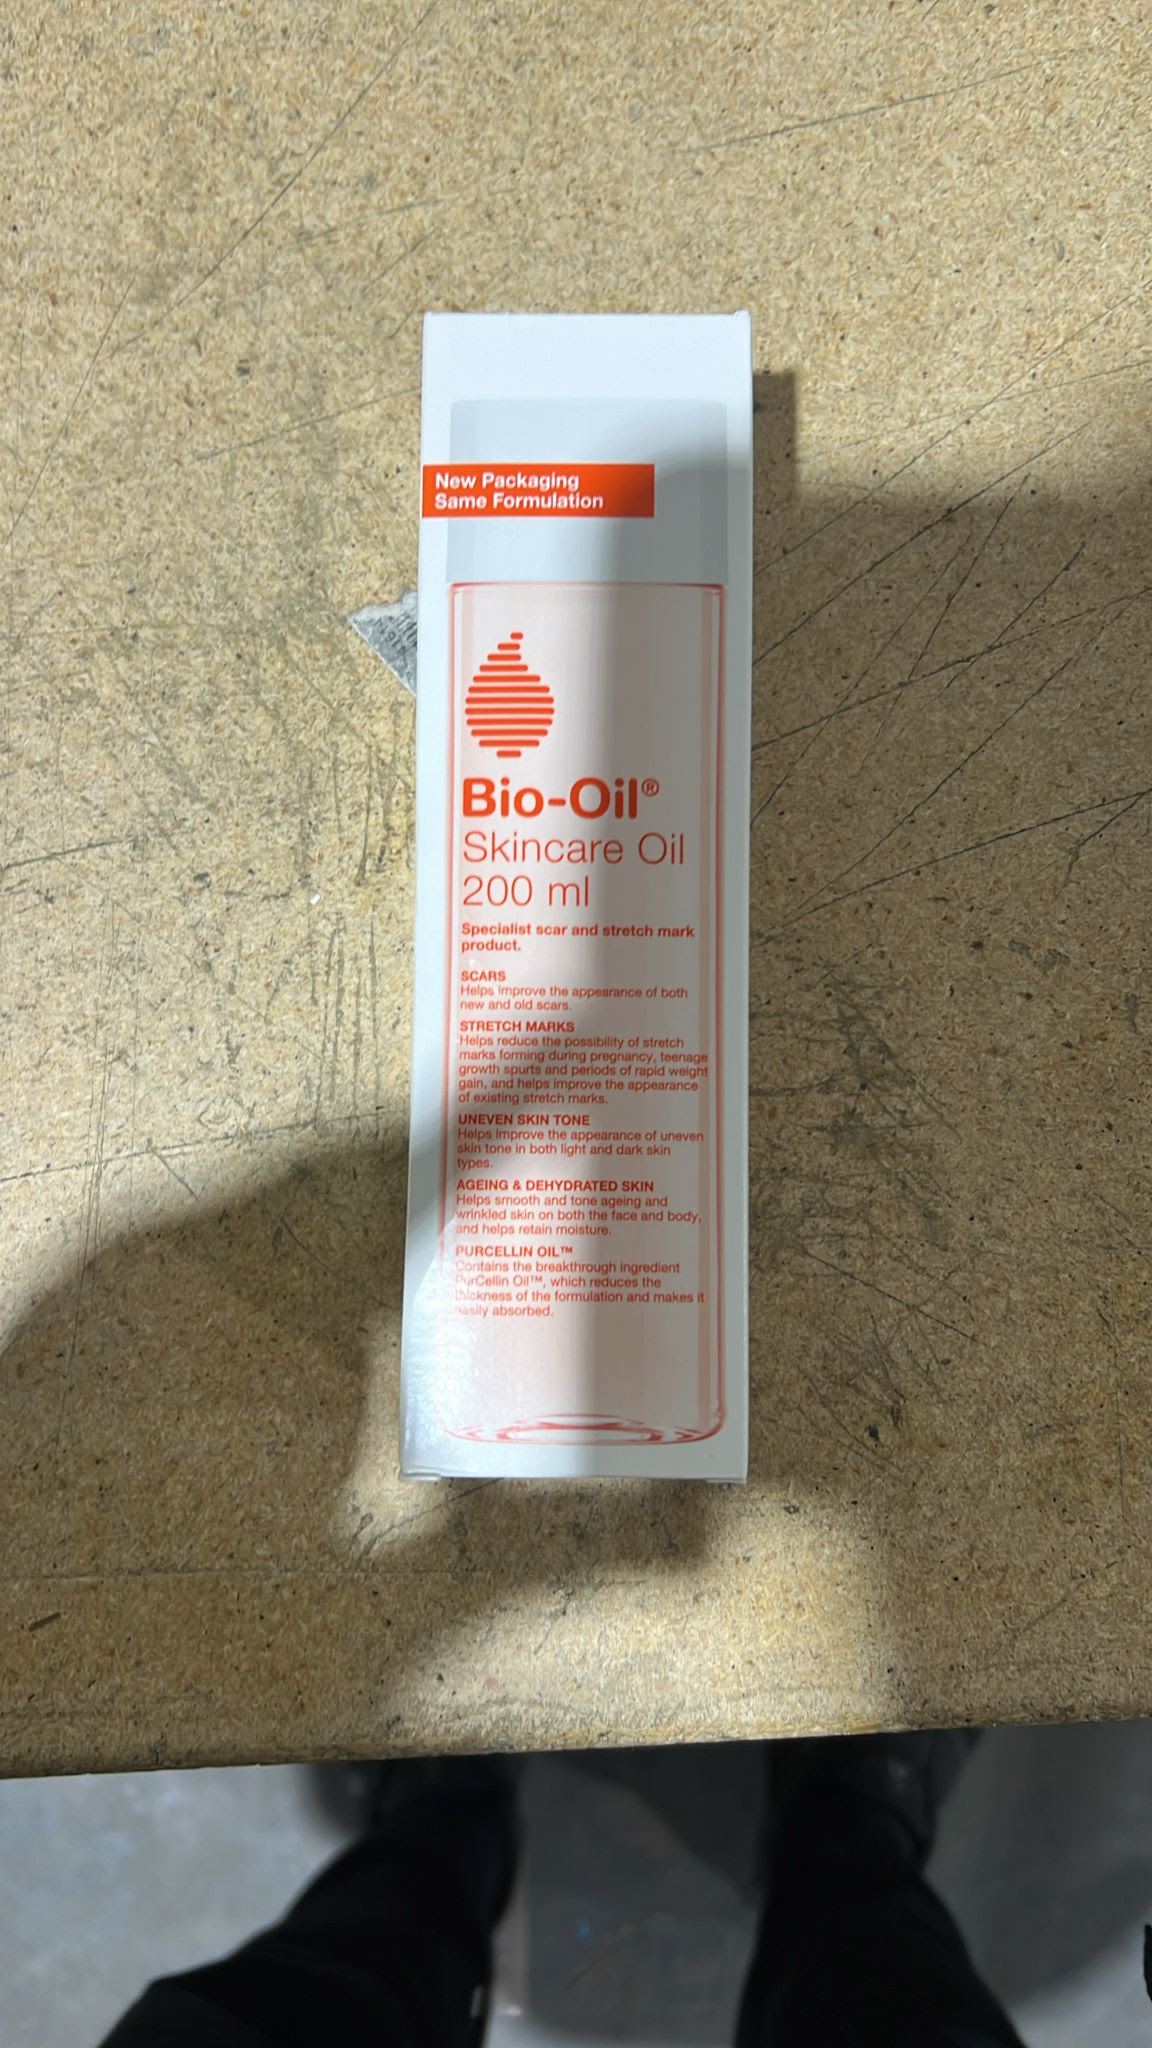 New Packaging
Same Formulation
Bio-Oil®
Skincare Oil
200 ml
Specialist scar and stretch mark
product.
SCARS
Helps improve the appearance of both
new and old scars.
STRETCH MARKS
Helps reduce the possibility of stretch
marks forming during pregnancy, teenage
growth spurts and periods of rapid weight
gain, and helps improve the appearance
of existing stretch marks.
UNEVEN SKIN TONE
Helps improve the appearance of uneven
skin tone in both light and dark skin
types.
AGEING & DEHYDRATED SKIN
Helps smooth and tone ageing and
wrinkled skin on both the face and body,
and helps retain moisture.
PURCELLIN OIL™
Contains the breakthrough ingredient
PurCellin Oil™, which reduces the
thickness of the formulation and makes it
easily absorbed.